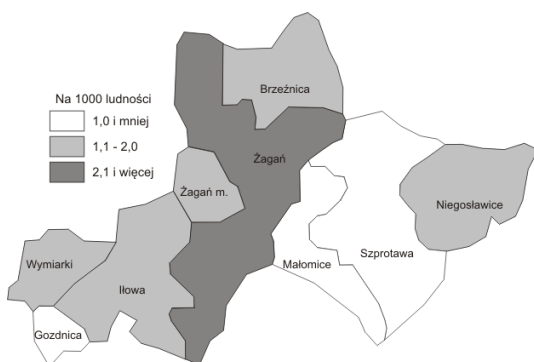 Na 1000 ludności
1,0 i mniej
1,1 - 2,0
2,1 i więcej
Brzeźnica
Żagań
Żagań m.
Niegosławice
Szprotawa
Małomice
Wymiarki
Iłowa
Gozdnica